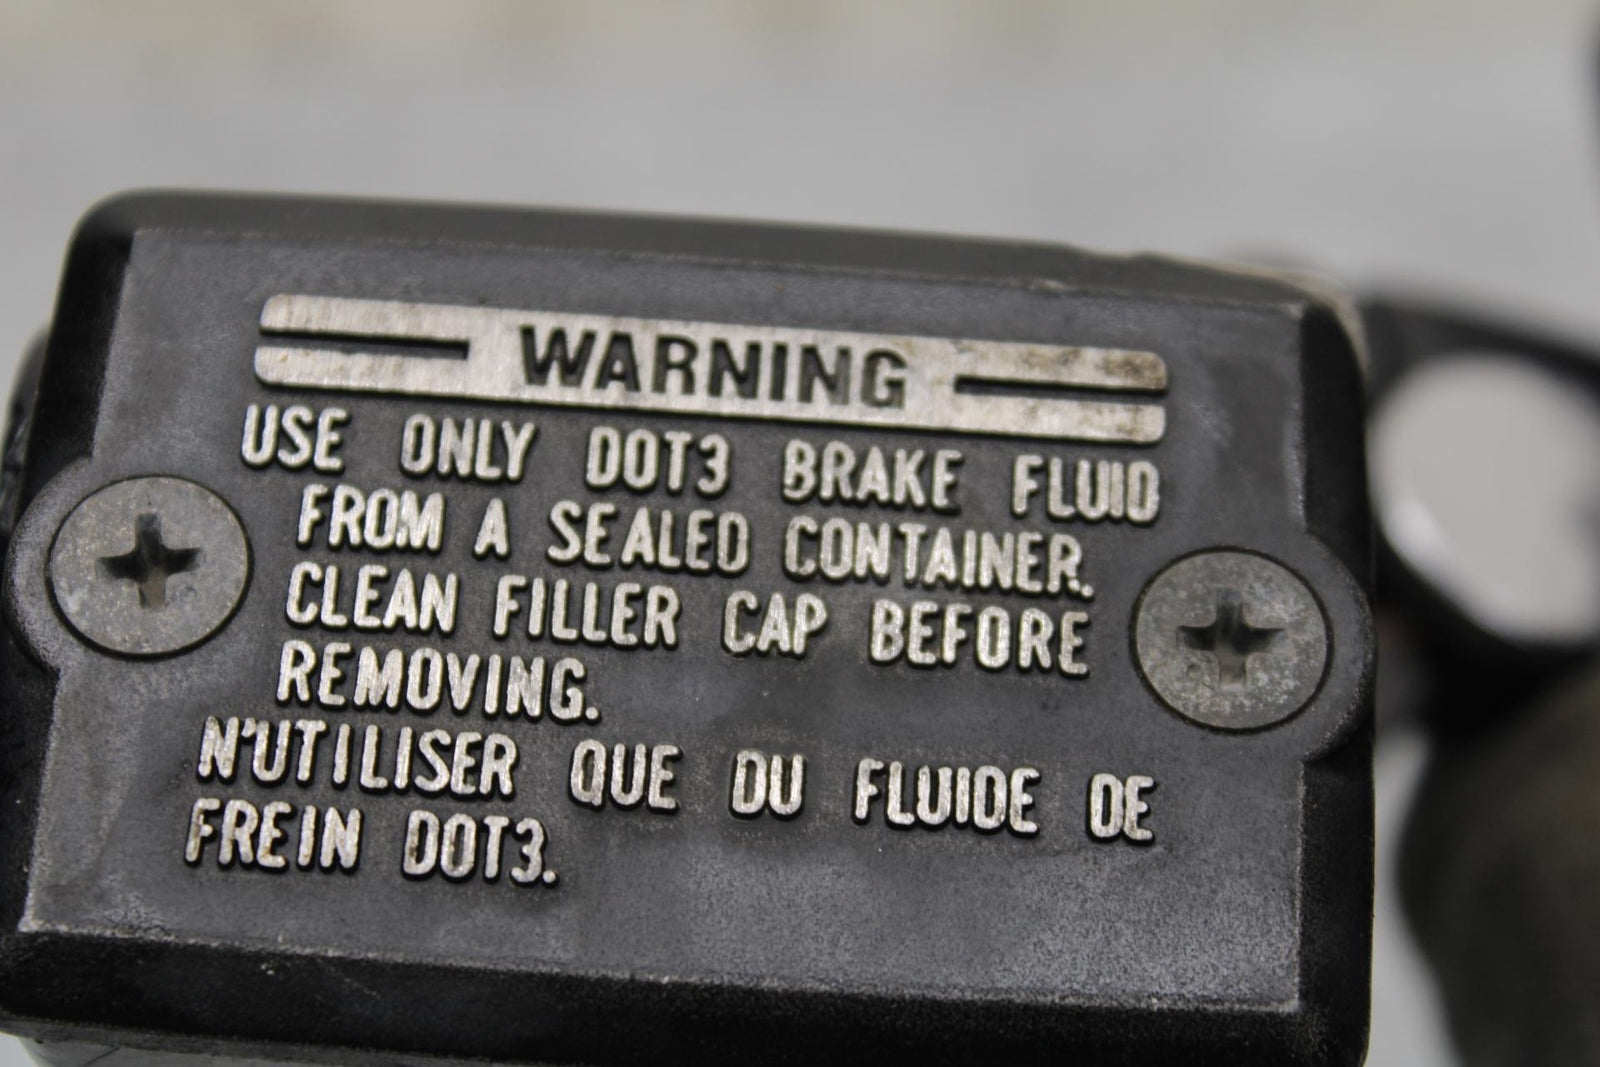 WARNING
USE ONLY DOT3 BRAKE FLUID
FROM A SEALED CONTAINER.
CLEAN FILLER CAP BEFORE
REMOVING.
N'UTILISER QUE DU FLUIDE DE
FREIN DOT3.